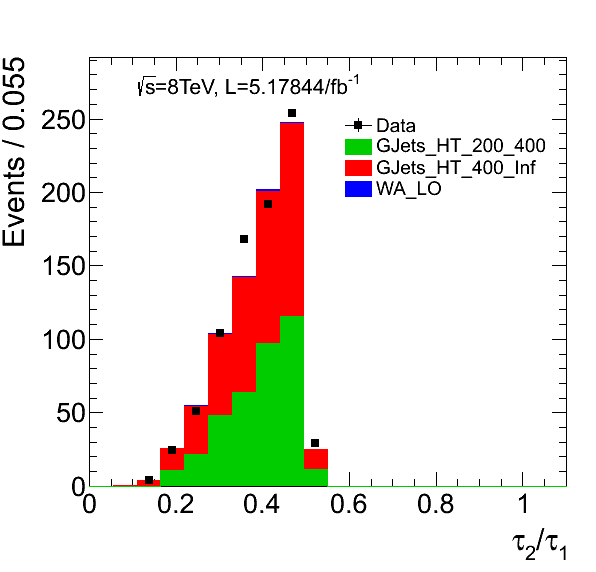 √s=8TeV, L=5.17844/fb⁻¹
Events / 0.055
Data
GJets_HT_200_400
GJets_HT_400_Inf
WA_LO
250
200
150
100
50
0
0 0.2 0.4 0.6 0.8 1
τ₂/τ₁